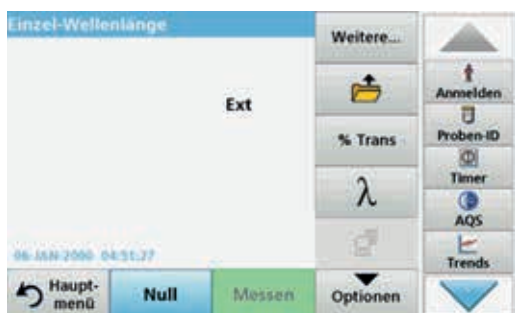 Einzel-Wellenlänge
Ext
06-JAN-2000 04:51:27
Weitere...
% Trans
λ
Optionen
Anmelden
Proben-ID
Timer
AQS
Trends
Haupt-
menü
Null
Messen